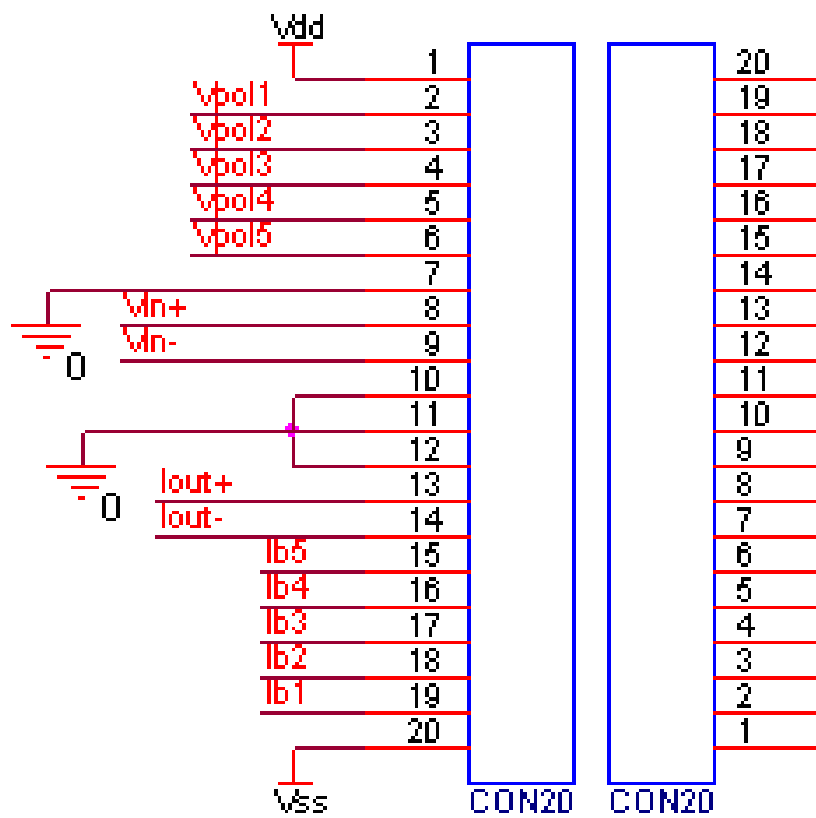 Vdd
1 20
Vpol1 2 19
Vpol2 3 18
Vpol3 4 17
Vpol4 5 16
Vpol5 6 15
7 14
Vin+ 8 13
Vin- 9 12
0
10 11
11 10
12 9
Iout+ 13 8
0
Iout- 14 7
Ib5 15 6
Ib4 16 5
Ib3 17 4
Ib2 18 3
Ib1 19 2
20 1
Vss CON20 CON20